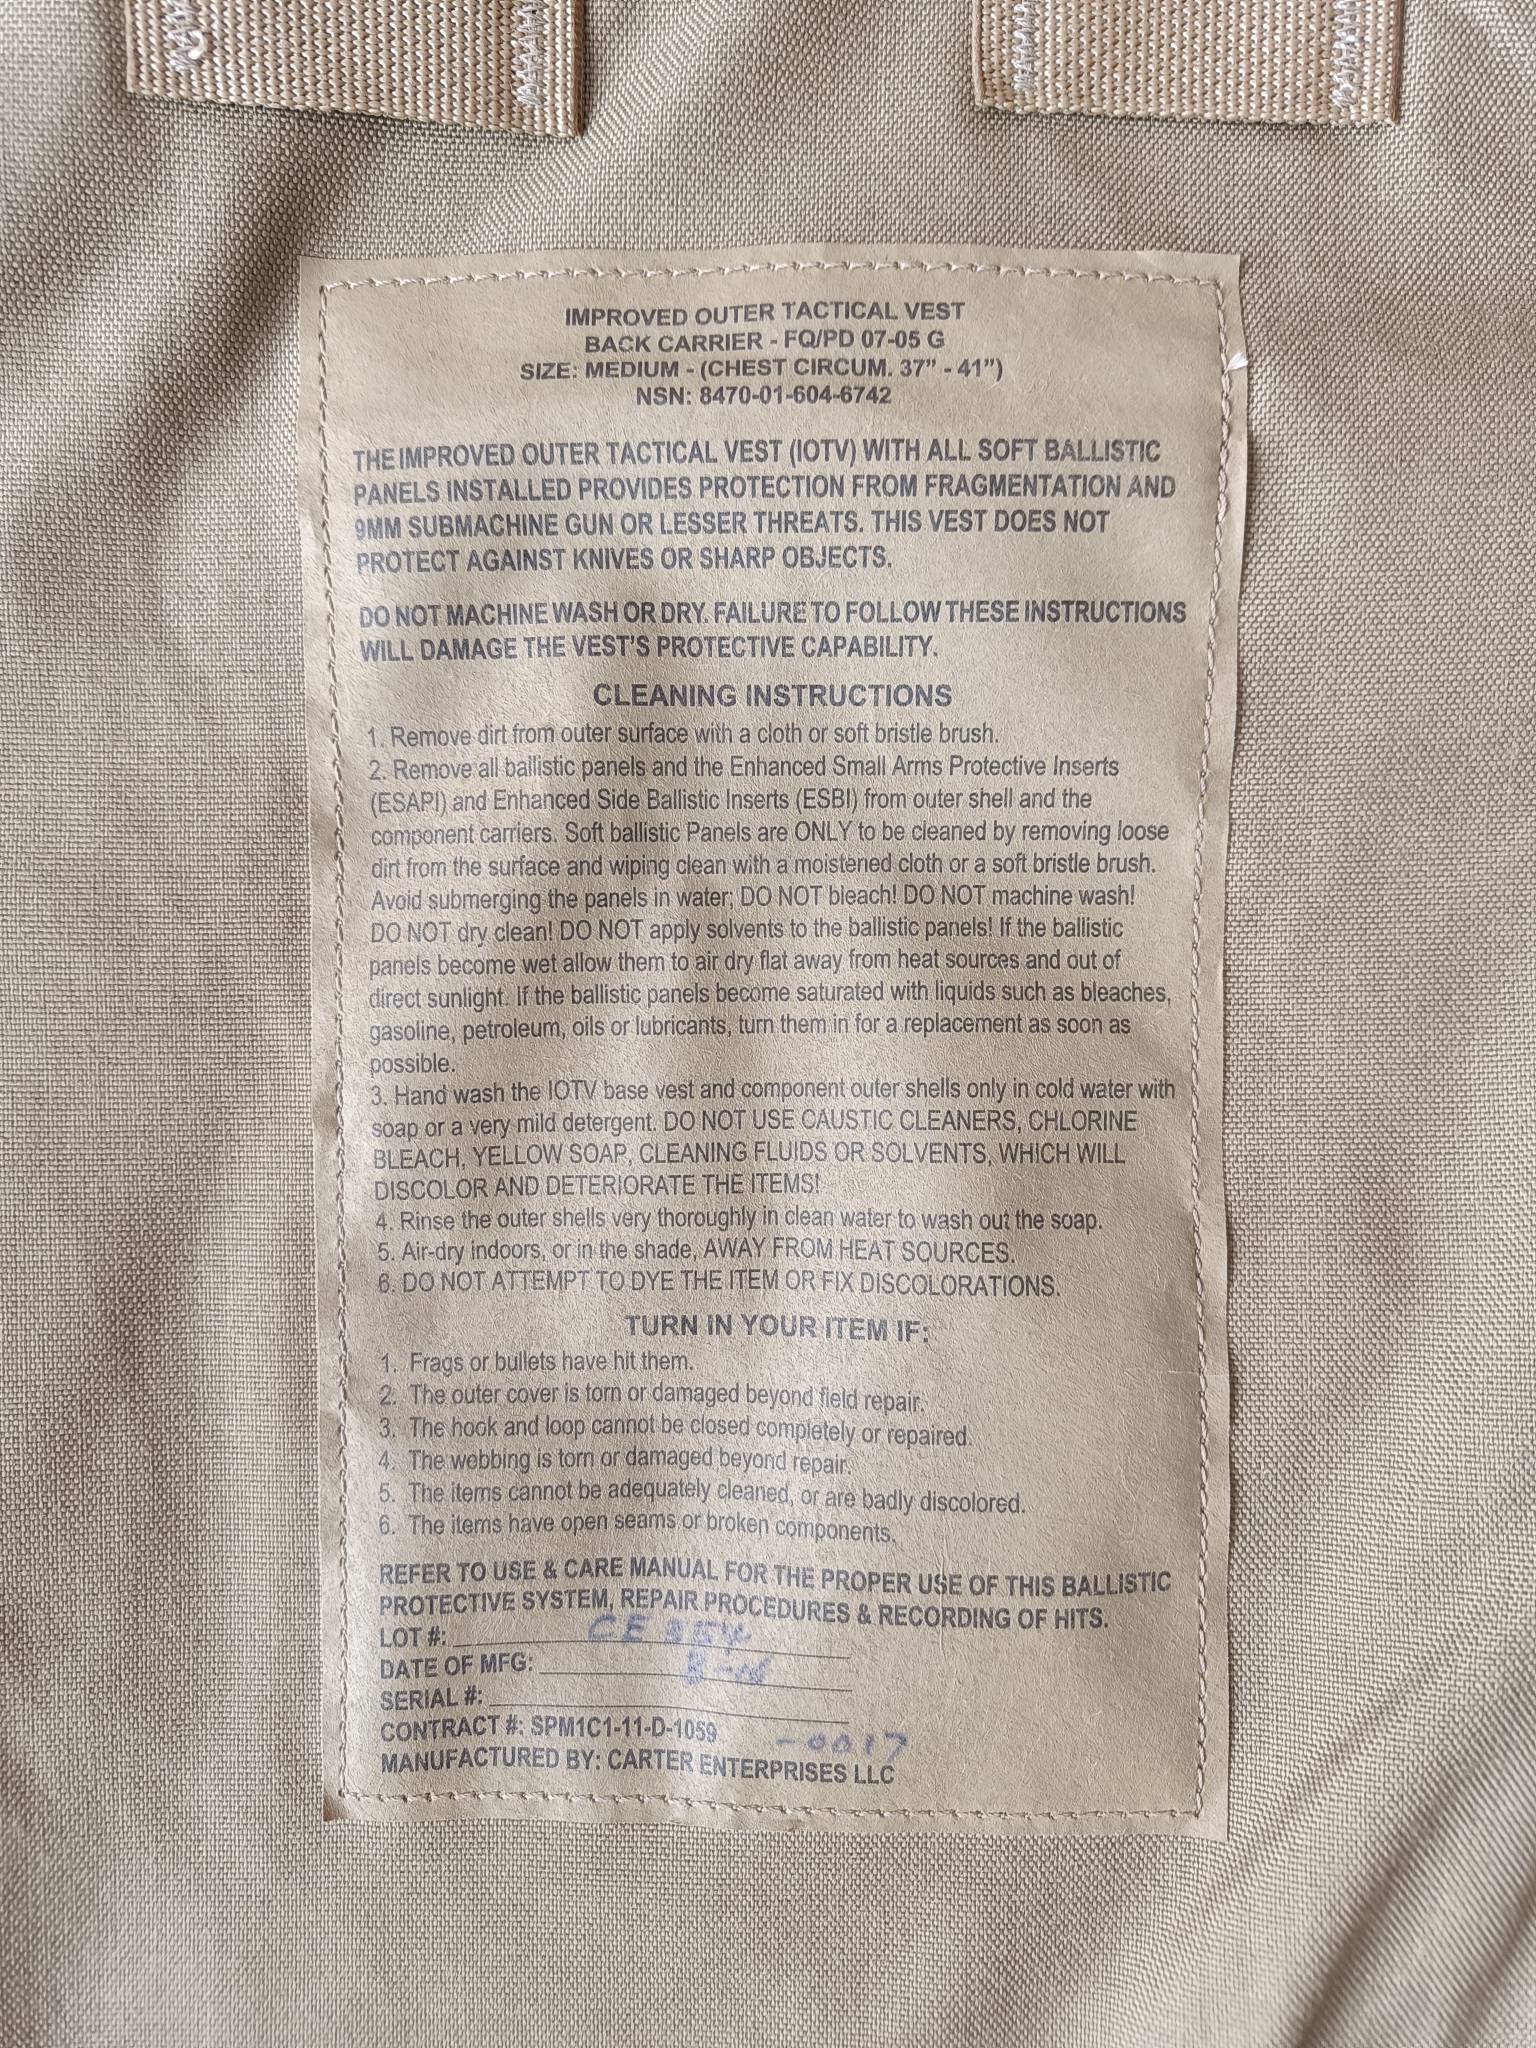 IMPROVED OUTER TACTICAL VEST
BACK CARRIER - FQ/PD 07-05 G
SIZE: MEDIUM - (CHEST CIRCUM. 37” - 41”)
NSN: 8470-01-604-6742
THE IMPROVED OUTER TACTICAL VEST (IOTV) WITH ALL SOFT BALLISTIC
PANELS INSTALLED PROVIDES PROTECTION FROM FRAGMENTATION AND
9MM SUBMACHINE GUN OR LESSER THREATS. THIS VEST DOES NOT
PROTECT AGAINST KNIVES OR SHARP OBJECTS.
DO NOT MACHINE WASH OR DRY. FAILURE TO FOLLOW THESE INSTRUCTIONS
WILL DAMAGE THE VEST’S PROTECTIVE CAPABILITY.
CLEANING INSTRUCTIONS
1. Remove dirt from outer surface with a cloth or soft bristle brush.
2. Remove all ballistic panels and the Enhanced Small Arms Protective Inserts
(ESAPI) and Enhanced Side Ballistic Inserts (ESBI) from outer shell and the
component carriers. Soft ballistic Panels are ONLY to be cleaned by removing loose
dirt from the surface and wiping clean with a moistened cloth or a soft bristle brush.
Avoid submerging the panels in water; DO NOT bleach! DO NOT machine wash!
DO NOT dry clean! DO NOT apply solvents to the ballistic panels! If the ballistic
panels become wet allow them to air dry flat away from heat sources and out of
direct sunlight. If the ballistic panels become saturated with liquids such as bleaches,
gasoline, petroleum, oils or lubricants, turn them in for a replacement as soon as
possible.
3. Hand wash the IOTV base vest and component outer shells only in cold water with
soap or a very mild detergent. DO NOT USE CAUSTIC CLEANERS, CHLORINE
BLEACH, YELLOW SOAP, CLEANING FLUIDS OR SOLVENTS, WHICH WILL
DISCOLOR AND DETERIORATE THE ITEMS!
4. Rinse the outer shells very thoroughly in clean water to wash out the soap.
5. Air-dry indoors, or in the shade, AWAY FROM HEAT SOURCES.
6. DO NOT ATTEMPT TO DYE THE ITEM OR FIX DISCOLORATIONS.
TURN IN YOUR ITEM IF:
1. Frags or bullets have hit them.
2. The outer cover is torn or damaged beyond field repair.
3. The hook and loop cannot be closed completely or repaired.
4. The webbing is torn or damaged beyond repair.
5. The items cannot be adequately cleaned, or are badly discolored.
6. The items have open seams or broken components.
REFER TO USE & CARE MANUAL FOR THE PROPER USE OF THIS BALLISTIC
PROTECTIVE SYSTEM, REPAIR PROCEDURES & RECORDING OF HITS.
LOT #: CE
DATE OF MFG:
SERIAL #:
CONTRACT #: SPM1C1-11-D-1059 -0017
MANUFACTURED BY: CARTER ENTERPRISES LLC